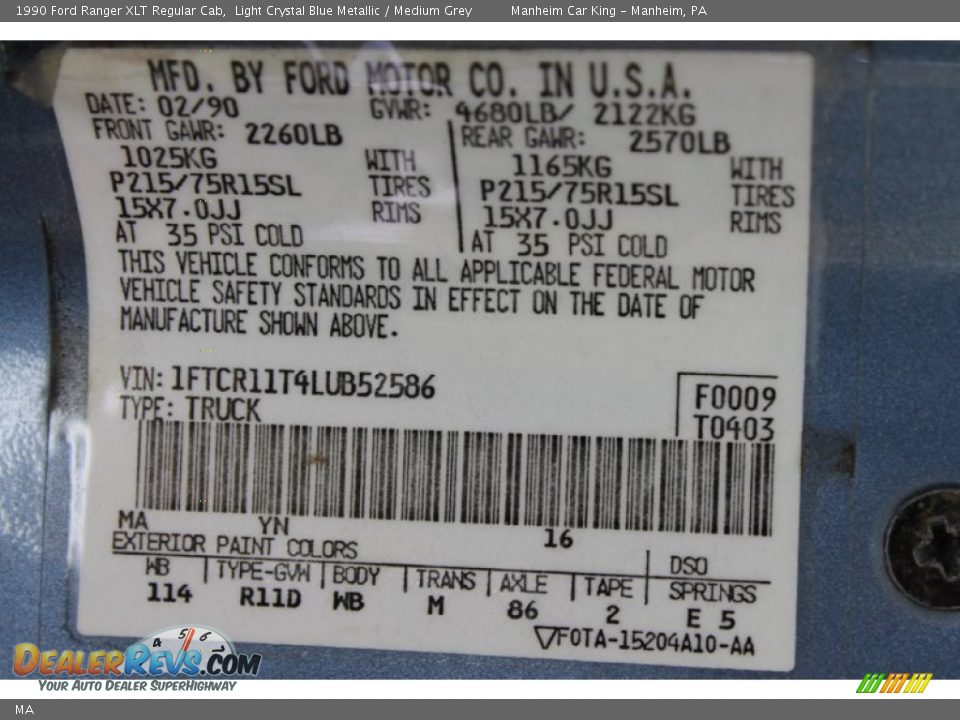 1990 Ford Ranger XLT Regular Cab,  Light Crystal Blue Metallic / Medium Grey          Manheim Car King - Manheim, PA
MFD. BY FORD MOTOR CO. IN U.S.A.
DATE: 02/90 GVWR: 4680LB/ 2122KG
FRONT GAWR: 2260LB REAR GAWR: 2570LB
1025KG WITH 1165KG WITH
P215/75R15SL TIRES P215/75R15SL TIRES
15X7.0JJ RIMS 15X7.0JJ RIMS
AT 35 PSI COLD AT 35 PSI COLD
THIS VEHICLE CONFORMS TO ALL APPLICABLE FEDERAL MOTOR
VEHICLE SAFETY STANDARDS IN EFFECT ON THE DATE OF
MANUFACTURE SHOWN ABOVE.
VIN: 1FTCR11T4LUB52586 F0009
TYPE: TRUCK T0403
MA YN 16
EXTERIOR PAINT COLORS DSO
WB TYPE-GVW BODY TRANS AXLE TAPE SPRINGS
114 R11D WB M 86 2 E 5
▽F0TA-15204A10-AA
4 5 6
DEALERREVS.COM
YOUR AUTO DEALER SUPERHIGHWAY
MA